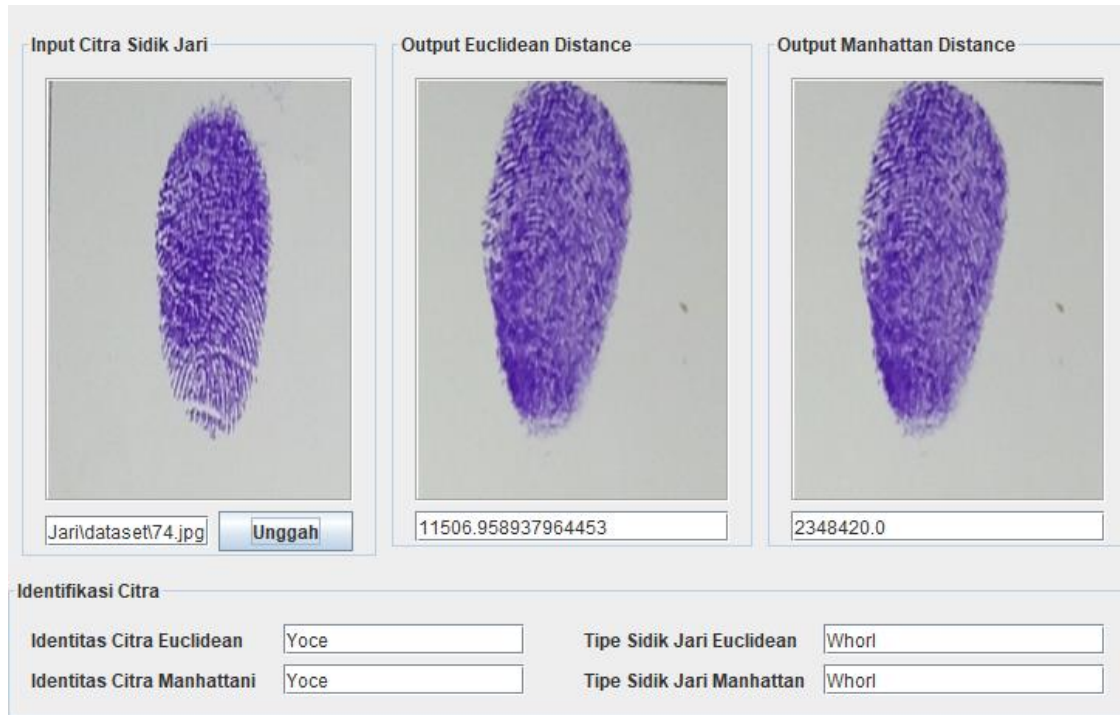 Input Citra Sidik Jari
Output Euclidean Distance
Output Manhattan Distance
Jari\dataset\74.jpg
Unggah
11506.958937964453
2348420.0
Identifikasi Citra
Identitas Citra Euclidean
Yoce
Tipe Sidik Jari Euclidean
Whorl
Identitas Citra Manhattani
Yoce
Tipe Sidik Jari Manhattan
Whorl